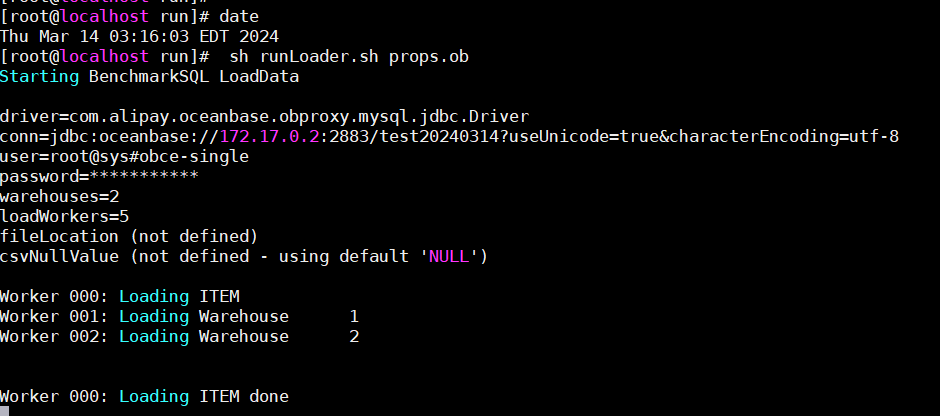 [root@localhost run]# date
Thu Mar 14 03:16:03 EDT 2024
[root@localhost run]#  sh runLoader.sh props.ob
Starting BenchmarkSQL LoadData
driver=com.alipay.oceanbase.obproxy.mysql.jdbc.Driver
conn=jdbc:oceanbase://172.17.0.2:2883/test20240314?useUnicode=true&characterEncoding=utf-8
user=root@sys#obce-single
password=***********
warehouses=2
loadWorkers=5
fileLocation (not defined)
csvNullValue (not defined - using default 'NULL')
Worker 000: Loading ITEM
Worker 001: Loading Warehouse      1
Worker 002: Loading Warehouse      2
Worker 000: Loading ITEM done